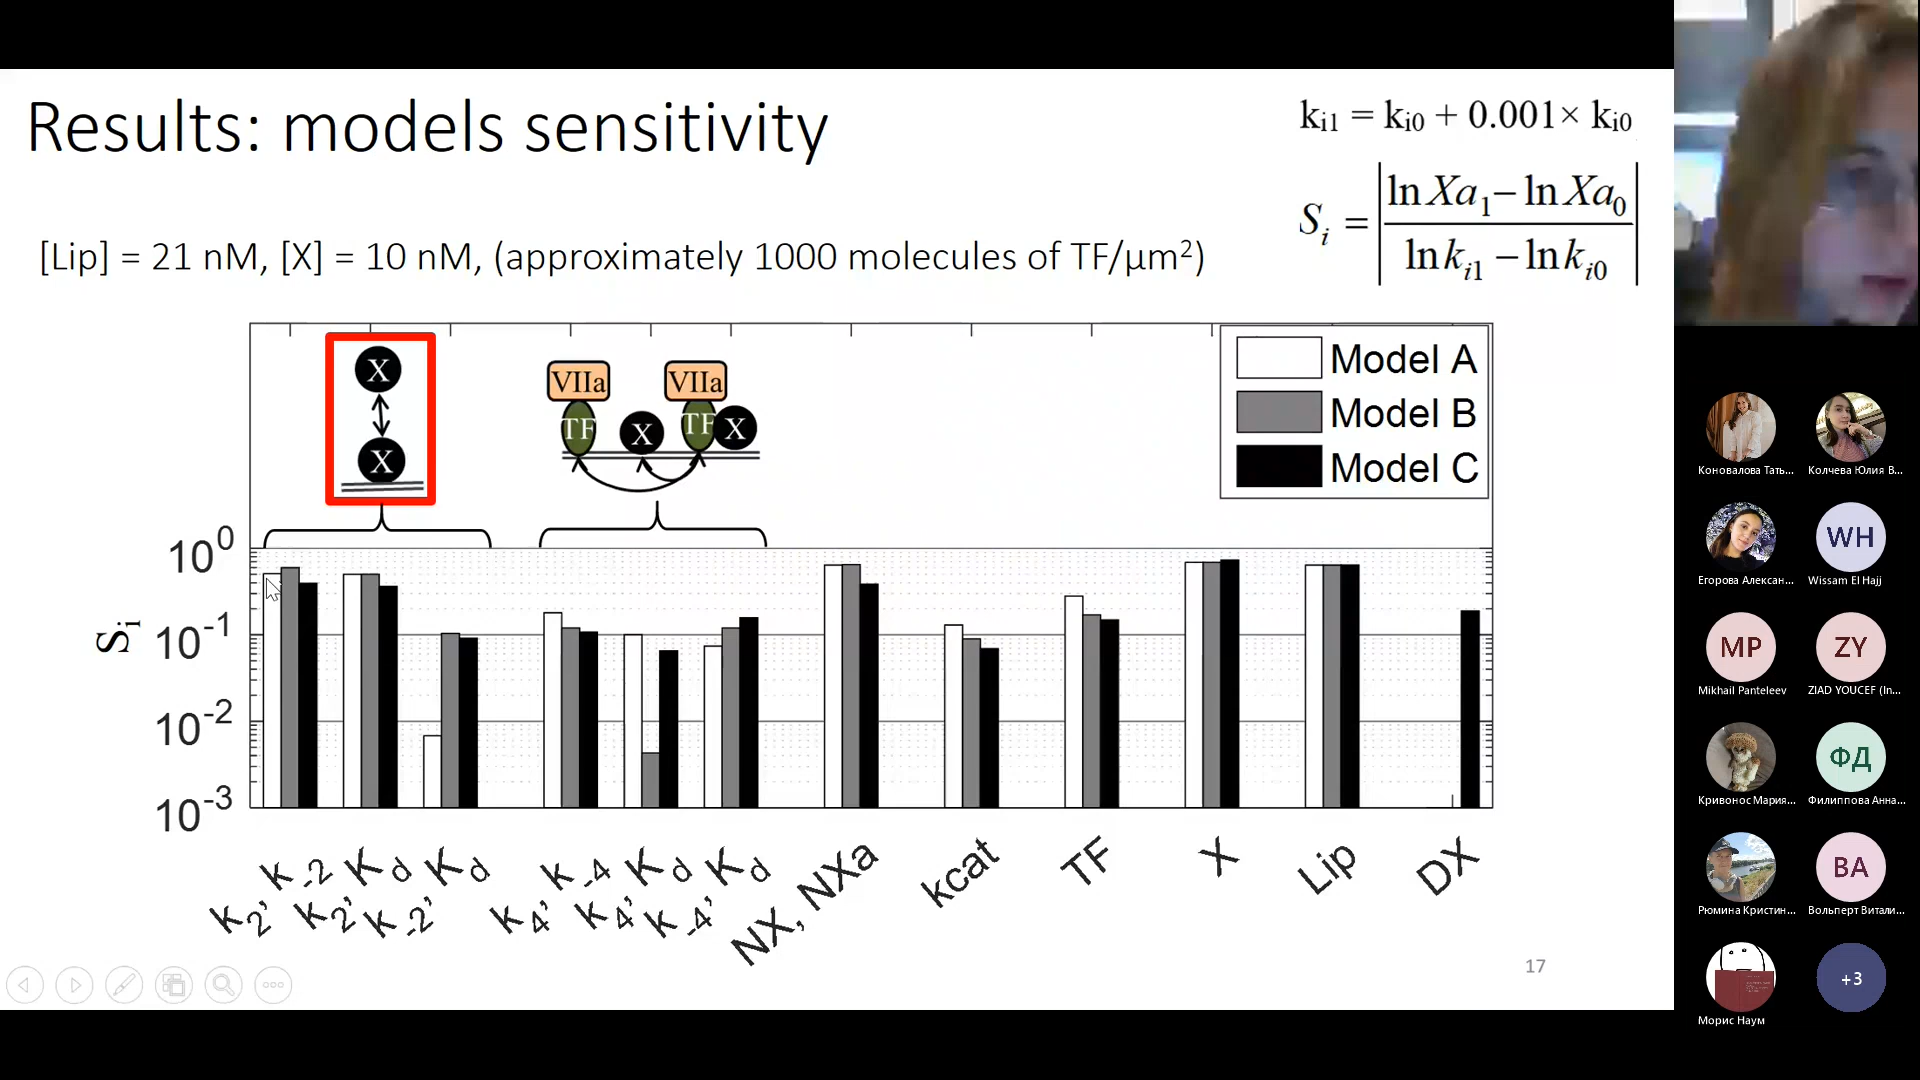 Results: models sensitivity
ki1 = ki0 + 0.001× ki0
Si = |ln Xa1 − ln Xa0 / ln ki1 − ln ki0|
[Lip] = 21 nM, [X] = 10 nM, (approximately 1000 molecules of TF/μm²)
X
X
VIIa
VIIa
TF
X
TF
X
Model A
Model B
Model C
Si
10⁰
10⁻¹
10⁻²
10⁻³
k2, k-2
k2, Kd
k-2, Kd
k4, k-4
k4, Kd
k-4, Kd
NX, NXa
kcat
TF
X
Lip
DX
17
Коновалова Тать...
Колчева Юлия В...
Егорова Алексан...
WH
Wissam El Hajj
MP
Mikhail Panteleev
ZY
ZIAD YOUCEF (In...
Кривонос Мария...
ФД
Филиппова Анна...
Рюмина Кристин...
ВА
Вольперт Витали...
Морис Наум
+3